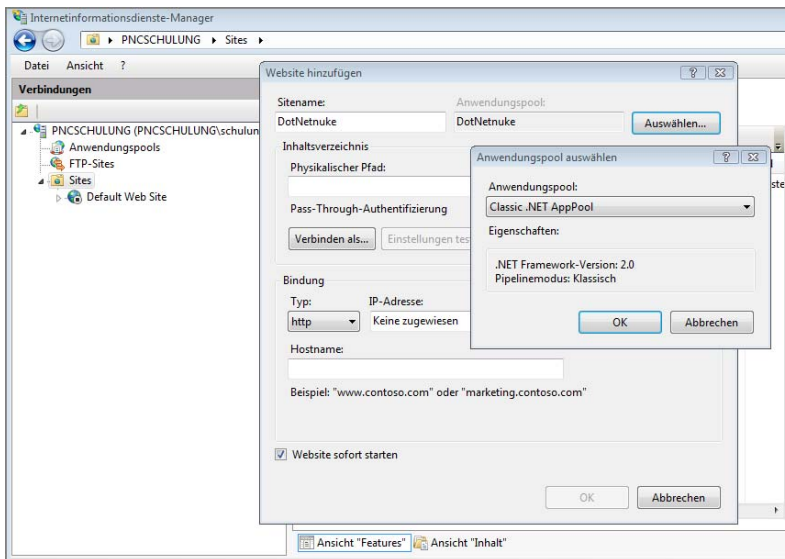 Internetinformationsdienste-Manager
PNCSCHULUNG Sites
Datei Ansicht ?
Verbindungen
PNCSCHULUNG (PNCSCHULUNG\schulun
Anwendungspools
FTP-Sites
Sites
Default Web Site
Website hinzufügen
Sitename: Anwendungspool:
DotNetnuke DotNetnuke Auswählen...
Inhaltsverzeichnis
Physikalischer Pfad:
Pass-Through-Authentifizierung
Verbinden als... Einstellungen tes
Bindung
Typ: IP-Adresse:
http Keine zugewiesen
Hostname:
Beispiel: "www.contoso.com" oder "marketing.contoso.com"
Website sofort starten
OK Abbrechen
Anwendungspool auswählen
Anwendungspool:
Classic .NET AppPool
Eigenschaften:
.NET Framework-Version: 2.0
Pipelinemodus: Klassisch
OK Abbrechen
ste
Ansicht "Features" Ansicht "Inhalt"